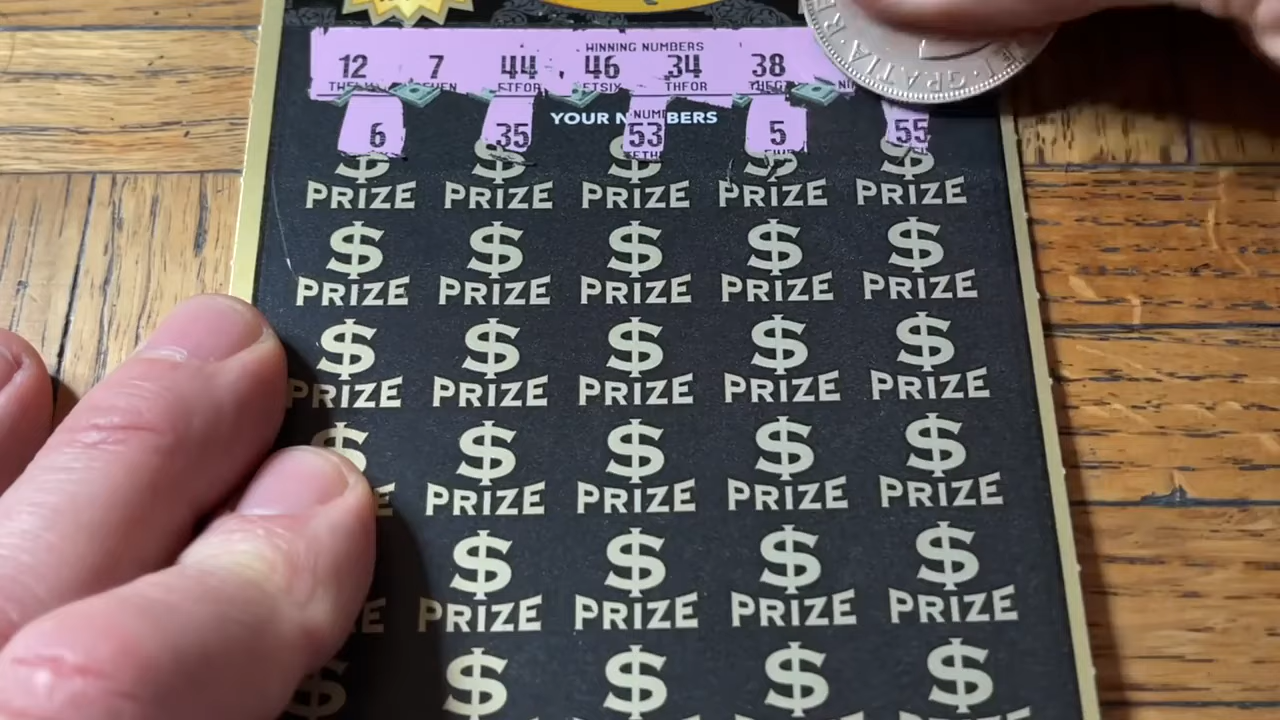 WINNING NUMBERS
12 7 44 46 34 38
ETFOR ETSIX THFOR
YOUR NUMBERS
6 35 53 5 55
$ $ $ $ $
PRIZE PRIZE PRIZE PRIZE PRIZE
$ $ $ $ $
PRIZE PRIZE PRIZE PRIZE PRIZE
$ $ $ $ $
PRIZE PRIZE PRIZE PRIZE PRIZE
$ $ $ $ $
PRIZE PRIZE PRIZE PRIZE
$ $ $ $
PRIZE PRIZE PRIZE PRIZE
$ $ $ $ $
GRATIA